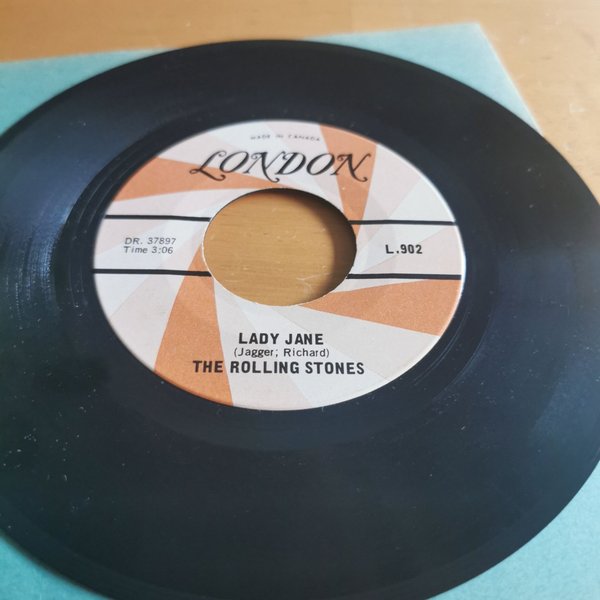 MADE IN CANADA
LONDON
DR. 37897
Time 3:06
L.902
LADY JANE
(Jagger; Richard)
THE ROLLING STONES